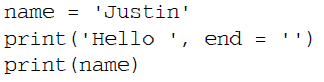 name = 'Justin'
print('Hello ', end = '')
print(name)